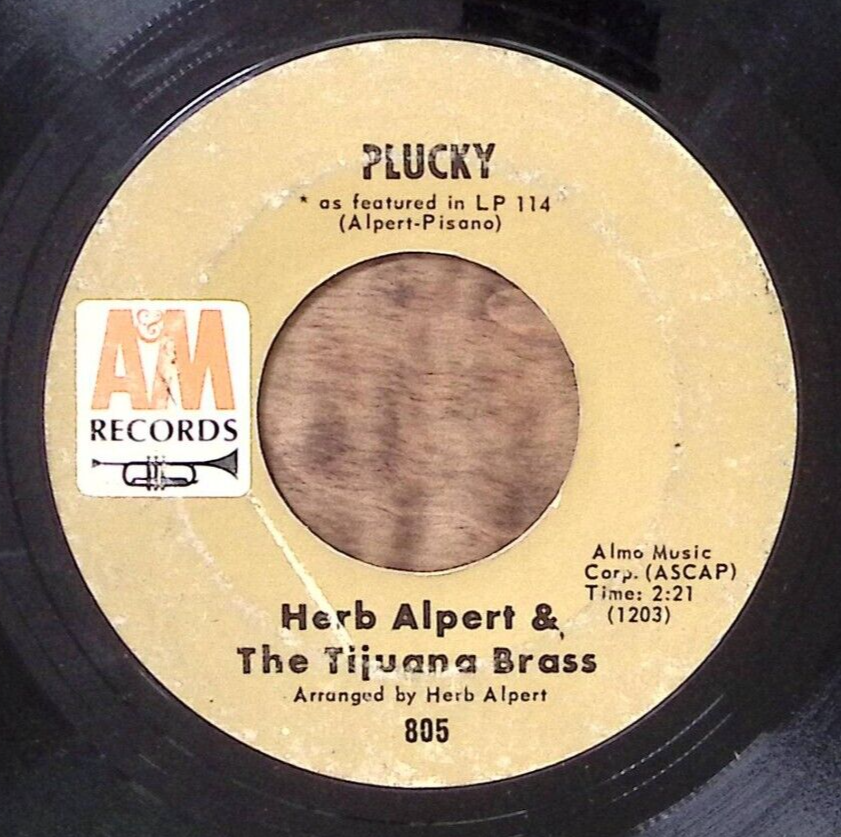 PLUCKY
* as featured in LP 114
(Alpert-Pisano)
A&M
RECORDS
Almo Music
Corp. (ASCAP)
Time: 2:21
(1203)
Herb Alpert &
The Tijuana Brass
Arranged by Herb Alpert
805